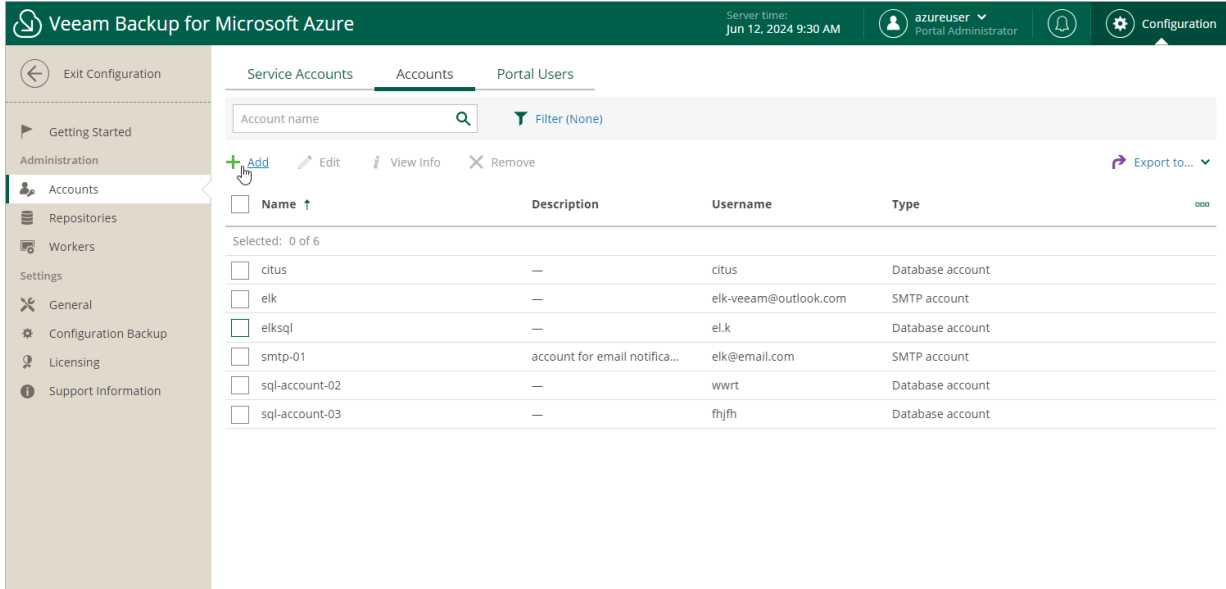 Veeam Backup for Microsoft Azure
Server time:
Jun 12, 2024 9:30 AM
azureuser
Portal Administrator
Configuration
Exit Configuration
Getting Started
Administration
Accounts
Repositories
Workers
Settings
General
Configuration Backup
Licensing
Support Information
Service Accounts Accounts Portal Users
Account name Filter (None)
Add Edit View Info Remove Export to...
Name Description Username Type
Selected: 0 of 6
citus — citus Database account
elk — elk-veeam@outlook.com SMTP account
elksql — el.k Database account
smtp-01 account for email notifica... elk@email.com SMTP account
sql-account-02 — wwrt Database account
sql-account-03 — fhjfh Database account